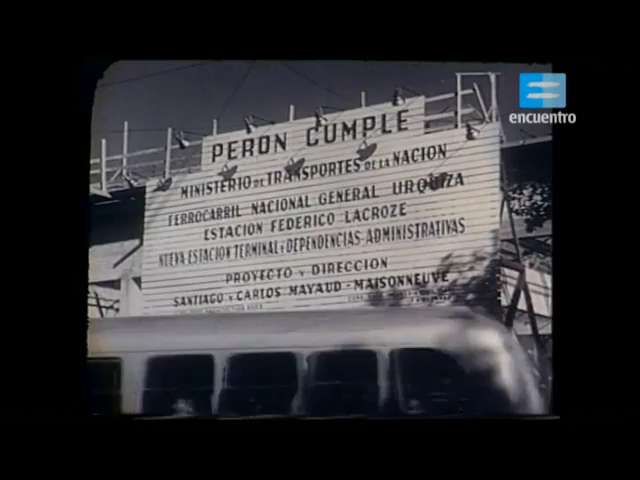 encuentro
PERON CUMPLE
MINISTERIO DE TRANSPORTES DE LA NACION
FERROCARRIL NACIONAL GENERAL URQUIZA
ESTACION FEDERICO LACROZE
NUEVA ESTACION TERMINAL Y DEPENDENCIAS ADMINISTRATIVAS
PROYECTO Y DIRECCION
SANTIAGO Y CARLOS MAYAUD-MAISONNEUVE